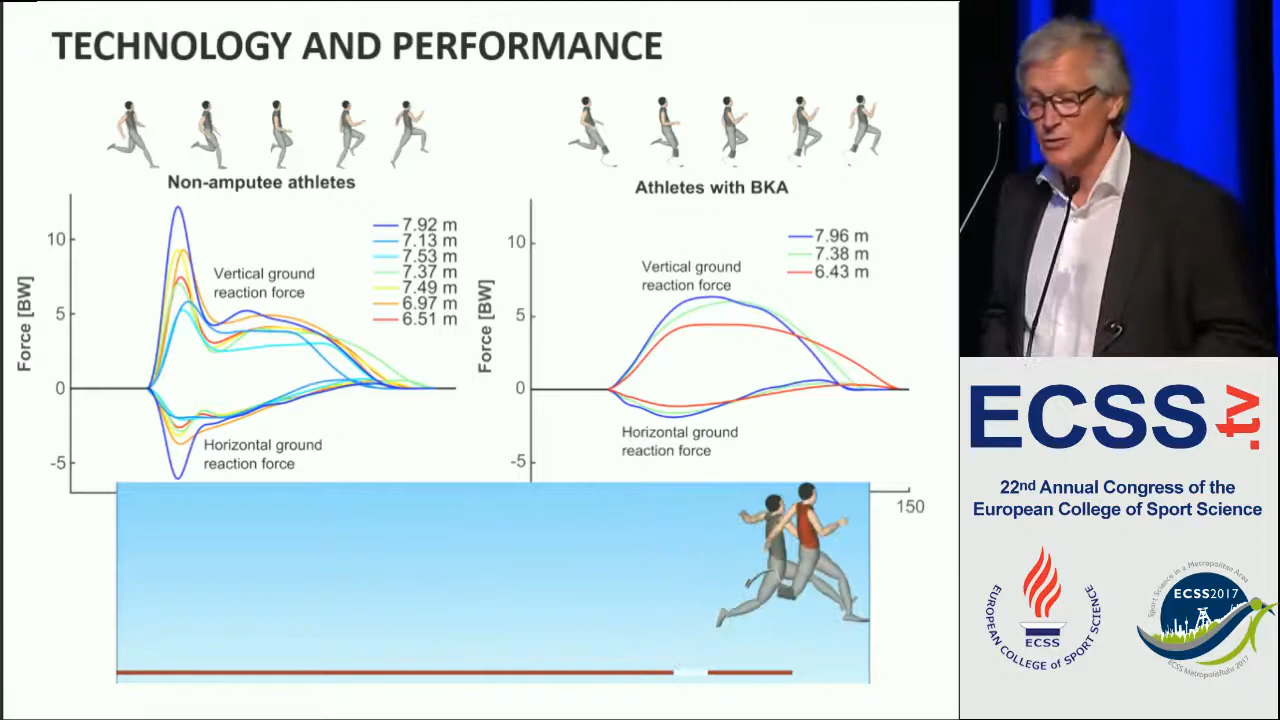 TECHNOLOGY AND PERFORMANCE
Non-amputee athletes
Force [BW]
10
5
0
-5
7.92 m
7.13 m
7.53 m
7.37 m
7.49 m
6.97 m
6.51 m
Vertical ground
reaction force
Horizontal ground
reaction force
Athletes with BKA
Force [BW]
10
5
0
-5
7.96 m
7.38 m
6.43 m
Vertical ground
reaction force
Horizontal ground
reaction force
150
ECSS.tv
22nd Annual Congress of the
European College of Sport Science
EUROPEAN COLLEGE OF SPORT SCIENCE
ECSS
Sport Science in a Metropolitan Area
ECSS2017
ECSS MetropolisRuhr 2017